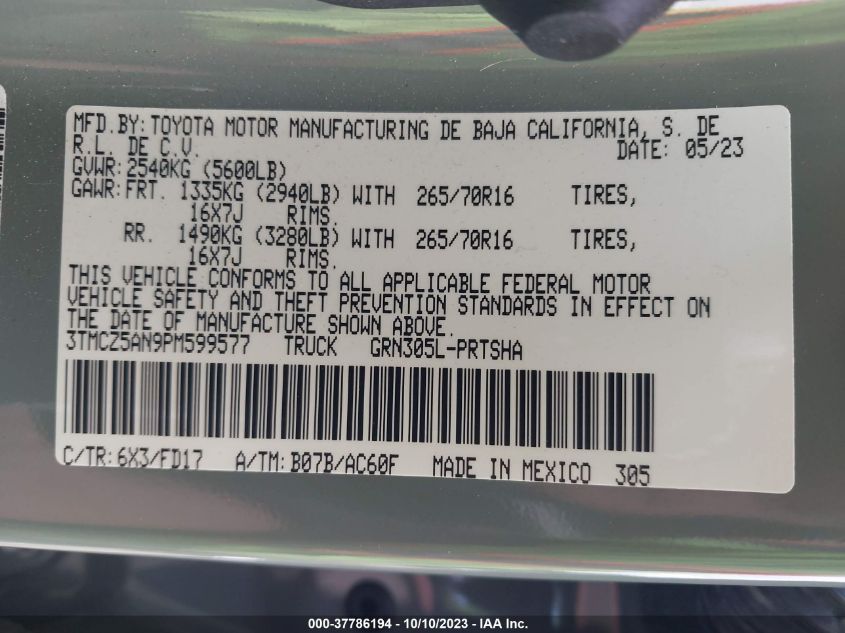 MFD.BY:TOYOTA MOTOR MANUFACTURING DE BAJA CALIFORNIA, S. DE
R.L. DE C.V. DATE: 05/23
GVWR:2540KG (5600LB)
GAWR:FRT. 1335KG (2940LB) WITH 265/70R16 TIRES,
16X7J RIMS.
RR. 1490KG (3280LB) WITH 265/70R16 TIRES,
16X7J RIMS.
THIS VEHICLE CONFORMS TO ALL APPLICABLE FEDERAL MOTOR
VEHICLE SAFETY AND THEFT PREVENTION STANDARDS IN EFFECT ON
THE DATE OF MANUFACTURE SHOWN ABOVE.
3TMCZ5AN9PM599577 TRUCK GRN305L-PRTSHA
C/TR:6X3/FD17 A/TM:B07B/AC60F MADE IN MEXICO 305
000-37786194 - 10/10/2023 - IAA Inc.